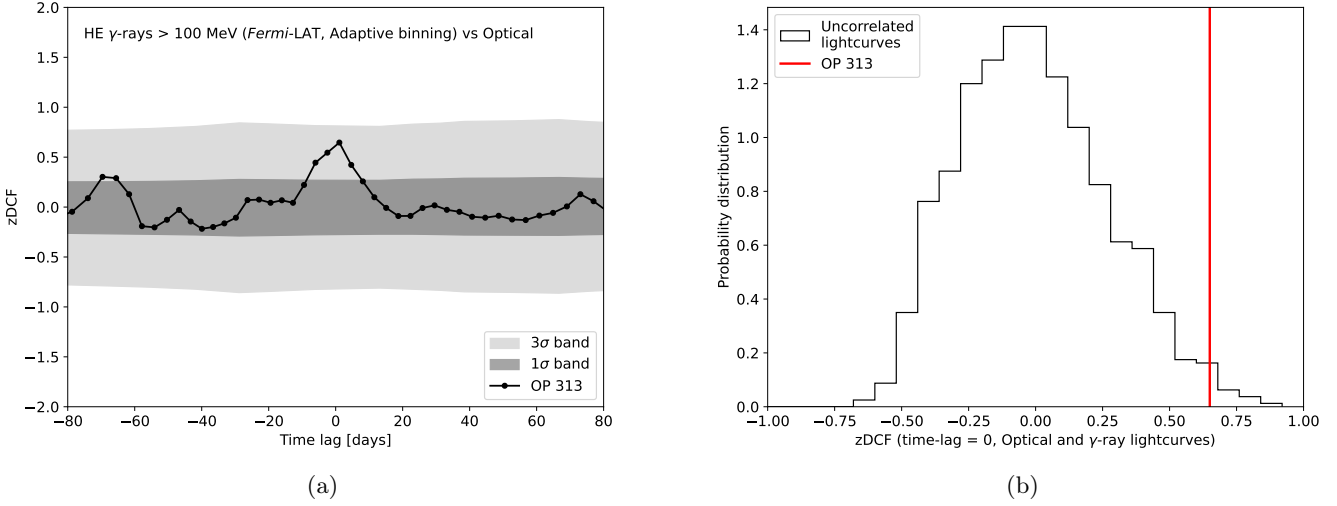 HE γ-rays > 100 MeV (Fermi-LAT, Adaptive binning) vs Optical
zDCF
2.0
1.5
1.0
0.5
0.0
−0.5
−1.0
−1.5
−2.0
3σ band
1σ band
OP 313
−80 −60 −40 −20 0 20 40 60 80
Time lag [days]
(a)
Uncorrelated
lightcurves
OP 313
Probability distribution
1.4
1.2
1.0
0.8
0.6
0.4
0.2
0.0
−1.00 −0.75 −0.50 −0.25 0.00 0.25 0.50 0.75 1.00
zDCF (time-lag = 0, Optical and γ-ray lightcurves)
(b)